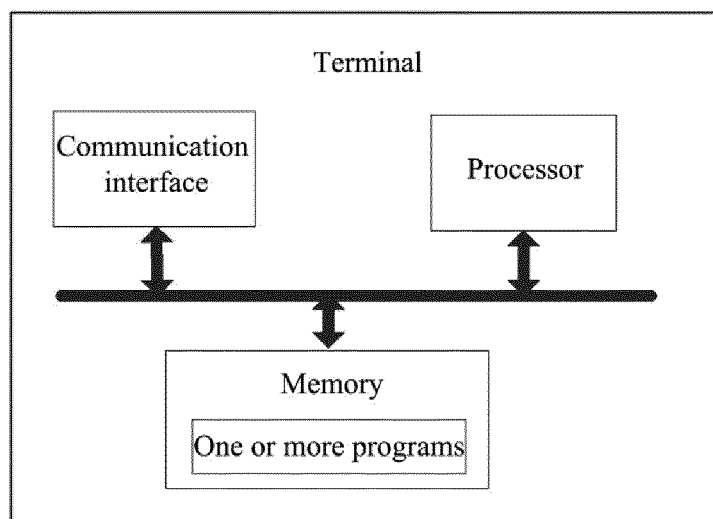 Terminal
Communication
interface
Processor
Memory
One or more programs